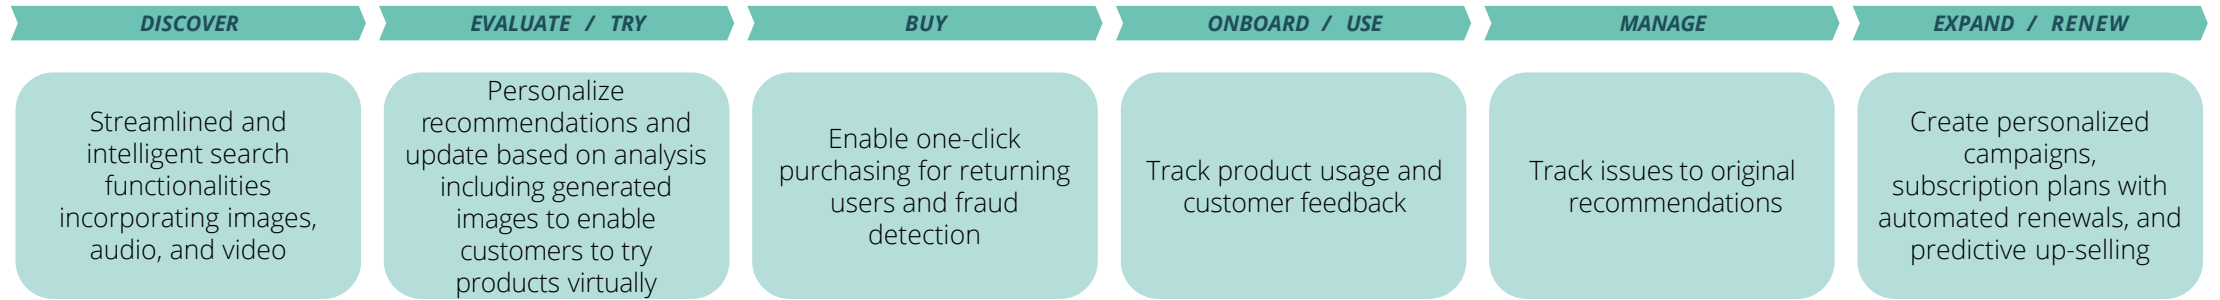 DISCOVER
EVALUATE / TRY
BUY
ONBOARD / USE
MANAGE
EXPAND / RENEW
Streamlined and
intelligent search
functionalities
incorporating images,
audio, and video
Personalize
recommendations and
update based on analysis
including generated
images to enable
customers to try
products virtually
Enable one-click
purchasing for returning
users and fraud
detection
Track product usage and
customer feedback
Track issues to original
recommendations
Create personalized
campaigns,
subscription plans with
automated renewals, and
predictive up-selling